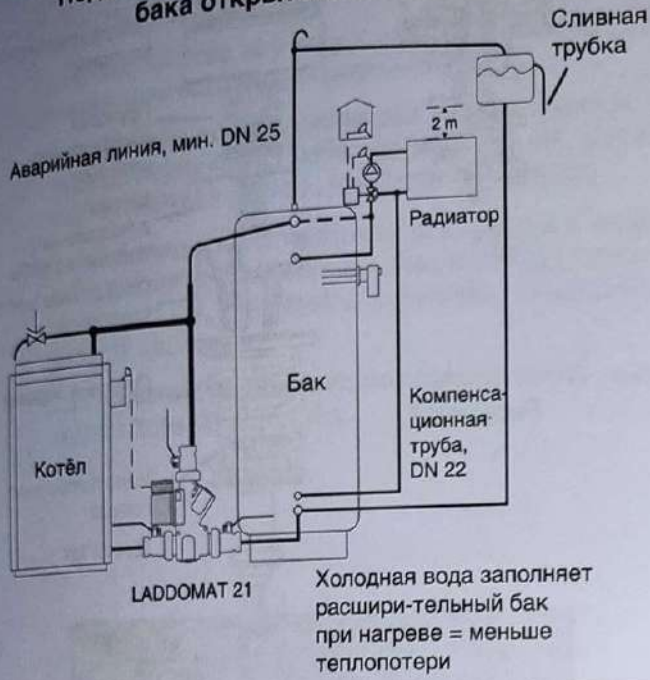 бака
Сливная
трубка
Аварийная линия, мин. DN 25
2 m
Радиатор
Бак
Компенса-
ционная
труба,
DN 22
Котёл
LADDOMAT 21
Холодная вода заполняет
расшири-тельный бак
при нагреве = меньше
теплопотери